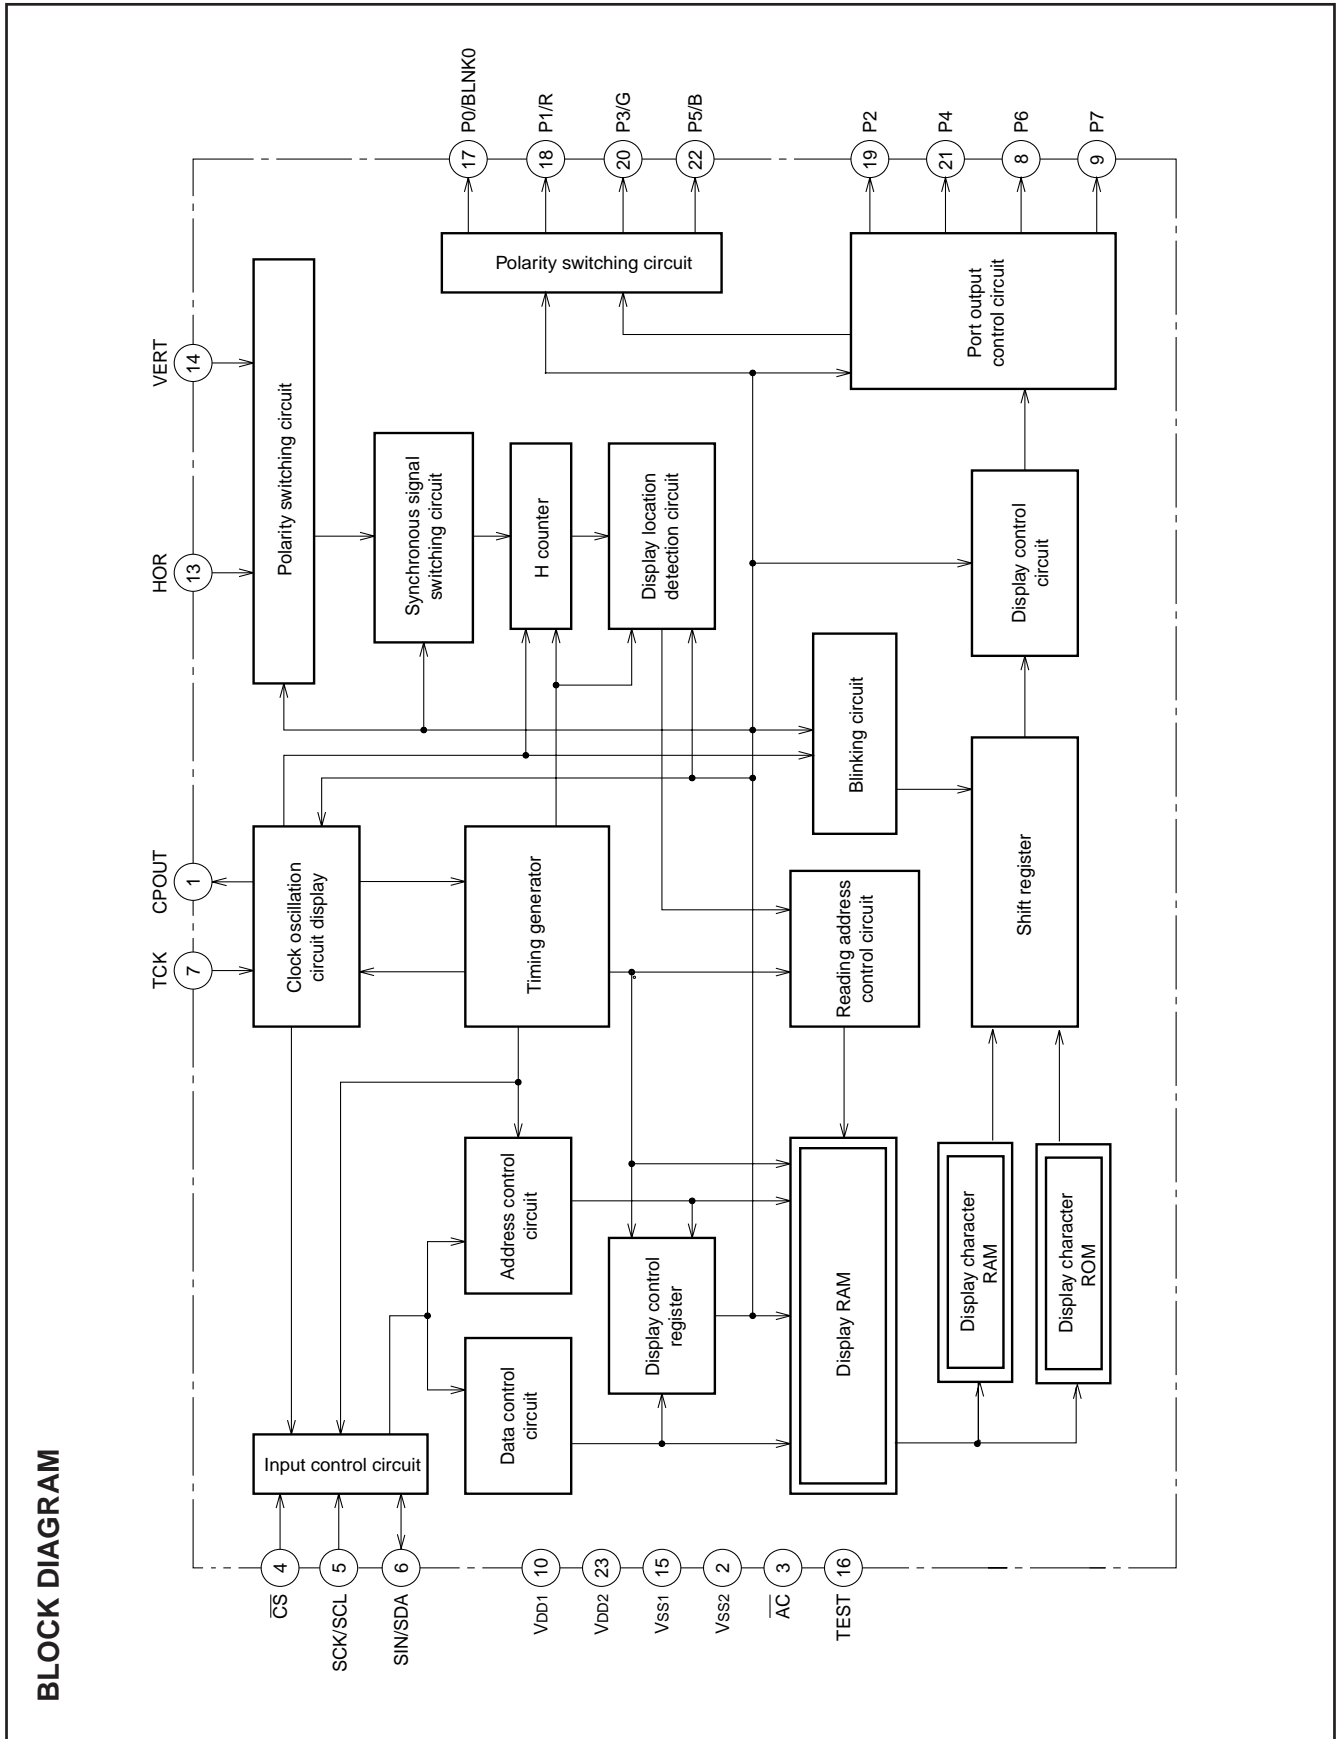 BLOCK DIAGRAM
TCK
7
CPOUT
1
HOR
13
VERT
14
CS
4
SCK/SCL
5
SIN/SDA
6
VDD1
10
VDD2
23
VSS1
15
VSS2
2
AC
3
TEST
16
Input control circuit
Clock oscillation
circuit display
Polarity switching circuit
Data control
circuit
Address control
circuit
Timing generator
Synchronous signal
switching circuit
H counter
Display location
detection circuit
Display control
register
Display RAM
Reading address
control circuit
Blinking circuit
Display character
RAM
Display character
ROM
Shift register
Display control
circuit
Port output
control circuit
Polarity switching circuit
17
P0/BLNK0
18
P1/R
20
P3/G
22
P5/B
19
P2
21
P4
8
P6
9
P7